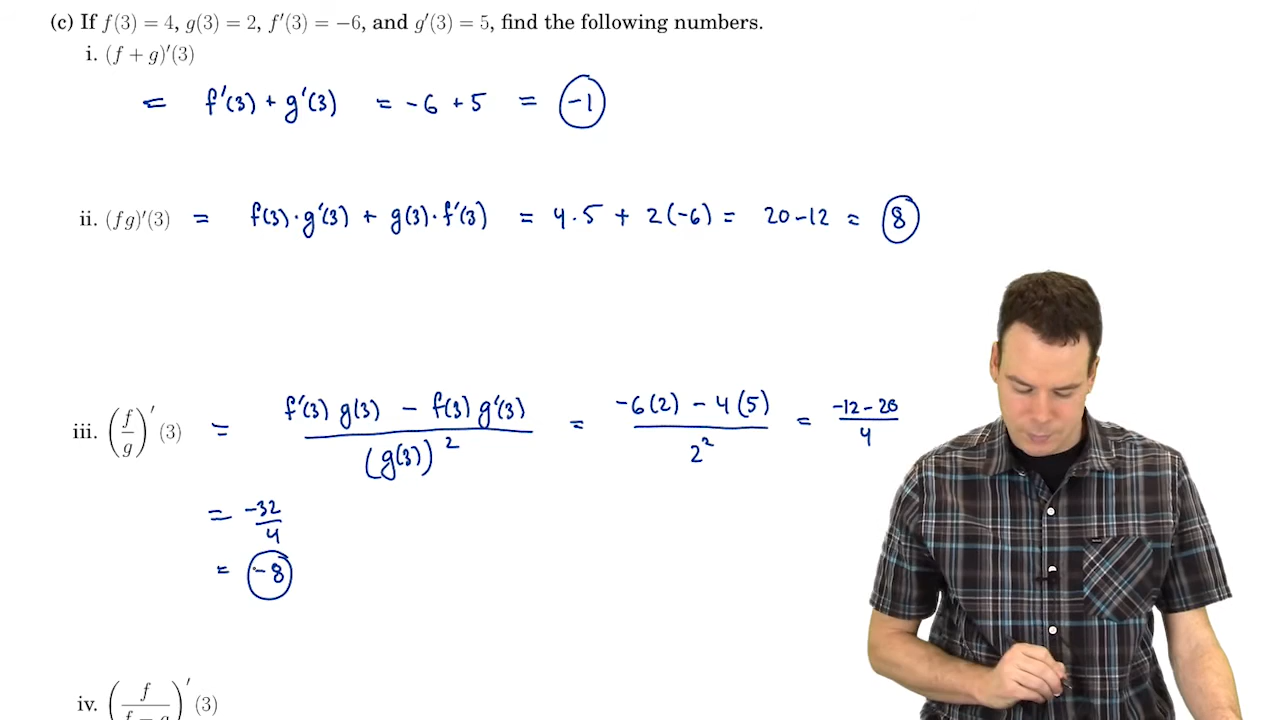 (c) If f(3) = 4, g(3) = 2, f′(3) = −6, and g′(3) = 5, find the following numbers.
i. (f + g)′(3)
= f′(3) + g′(3) = -6 + 5 = -1
ii. (fg)′(3) = f(3)·g′(3) + g(3)·f′(3) = 4·5 + 2(-6) = 20-12 = 8
iii. (f/g)′(3) = (f′(3) g(3) - f(3) g′(3))/(g(3))² = (-6(2) - 4(5))/2² = (-12-20)/4
= -32/4
= -8
iv. (f/(f − g))′(3)